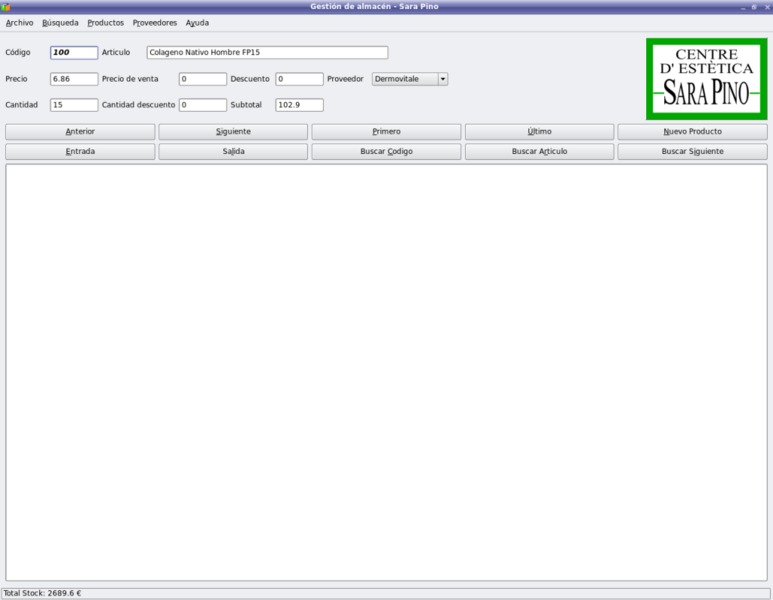 Gestión de almacén - Sara Pino
Archivo Búsqueda Productos Proveedores Ayuda
Código 100 Articulo Colageno Nativo Hombre FP15
Precio 6.86 Precio de venta 0 Descuento 0 Proveedor Dermovitale
Cantidad 15 Cantidad descuento 0 Subtotal 102.9
CENTRE
D' ESTÈTICA
SARA PINO
Anterior Siguiente Primero Último Nuevo Producto
Entrada Salida Buscar Codigo Buscar Articulo Buscar Siguiente
Total Stock: 2689.6 €